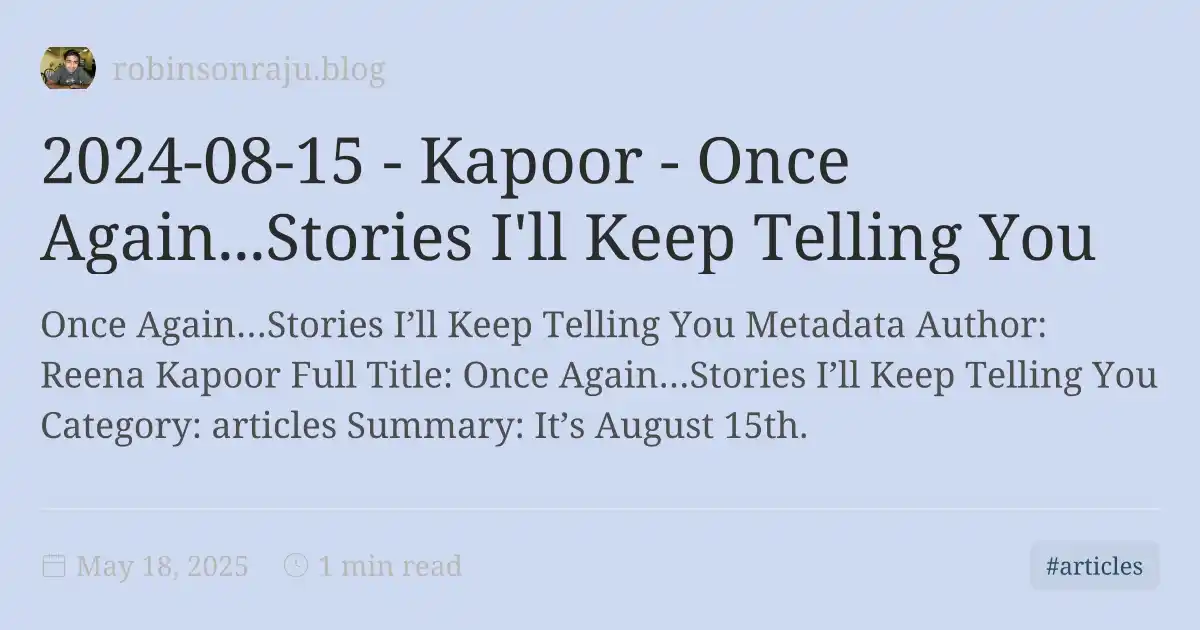 robinsonraju.blog
2024-08-15 - Kapoor - Once
Again...Stories I'll Keep Telling You
Once Again…Stories I’ll Keep Telling You Metadata Author:
Reena Kapoor Full Title: Once Again…Stories I’ll Keep Telling You
Category: articles Summary: It’s August 15th.
May 18, 2025 1 min read #articles